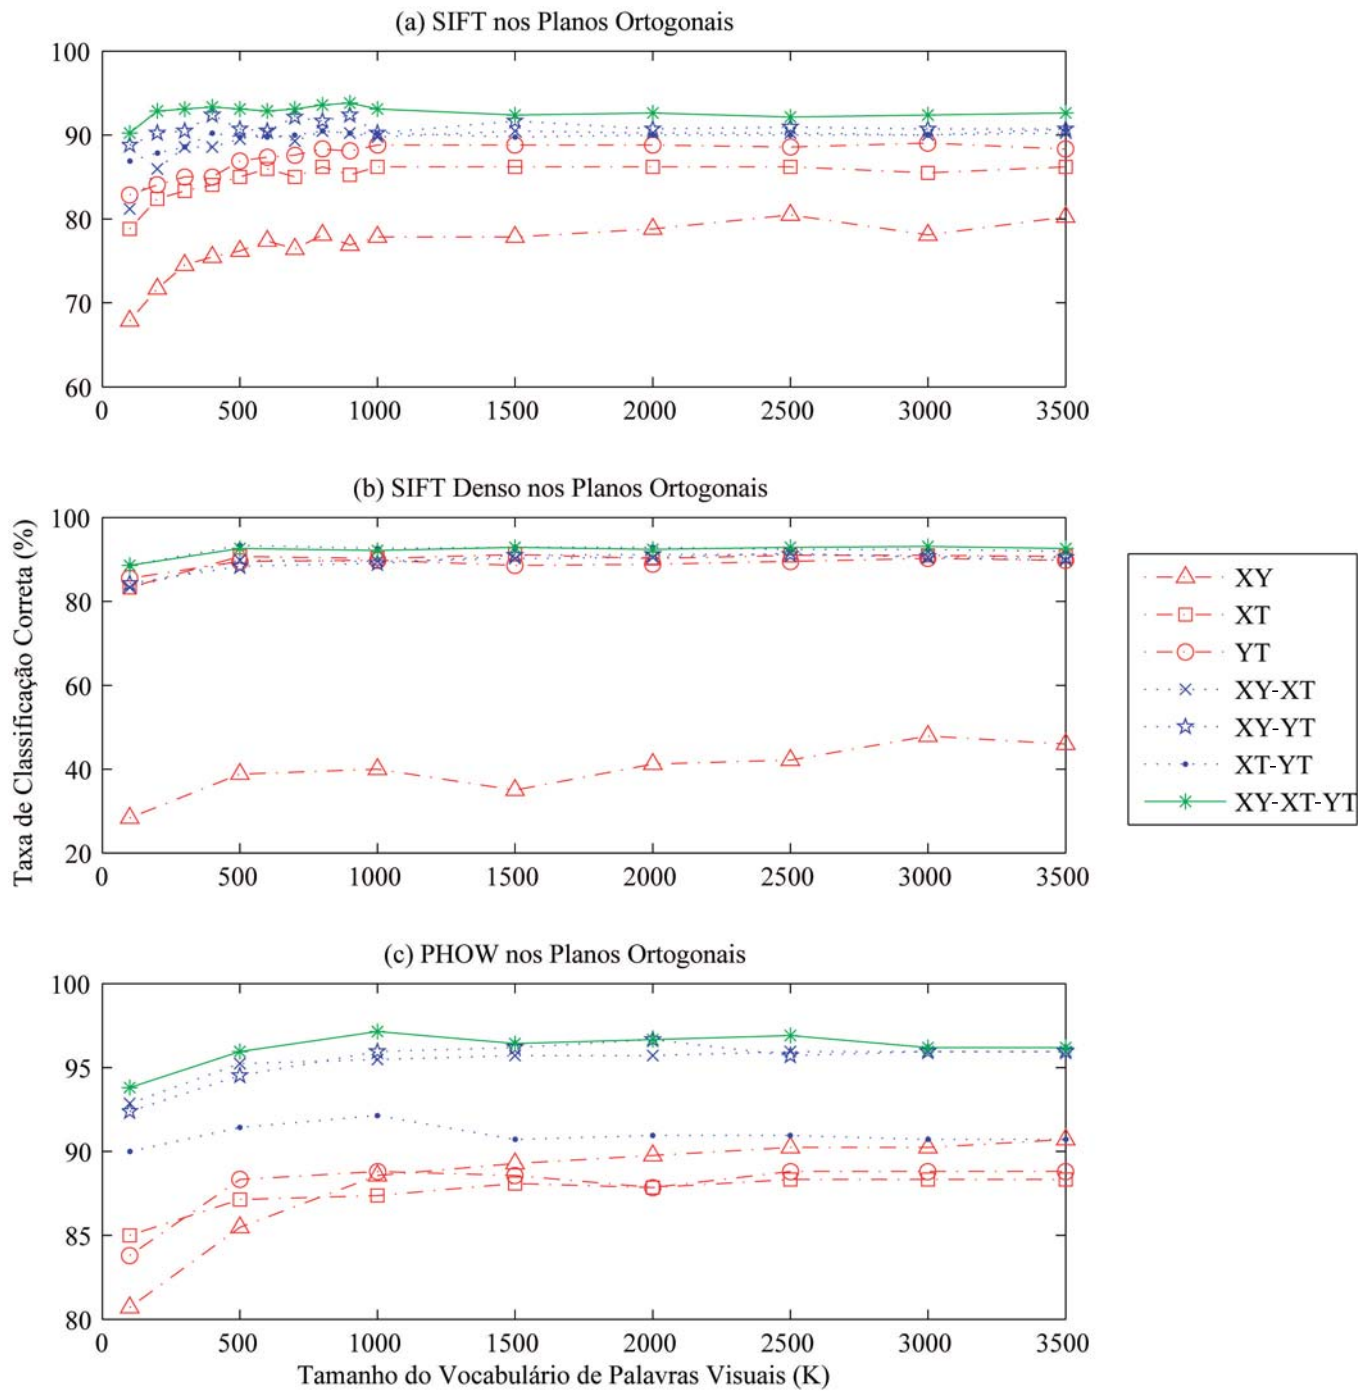 (a) SIFT nos Planos Ortogonais
100
90
80
70
60
0 500 1000 1500 2000 2500 3000 3500
(b) SIFT Denso nos Planos Ortogonais
Taxa de Classificação Correta (%)
100
80
60
40
20
0 500 1000 1500 2000 2500 3000 3500
XY
XT
YT
XY-XT
XY-YT
XT-YT
XY-XT-YT
(c) PHOW nos Planos Ortogonais
100
95
90
85
80
0 500 1000 1500 2000 2500 3000 3500
Tamanho do Vocabulário de Palavras Visuais (K)